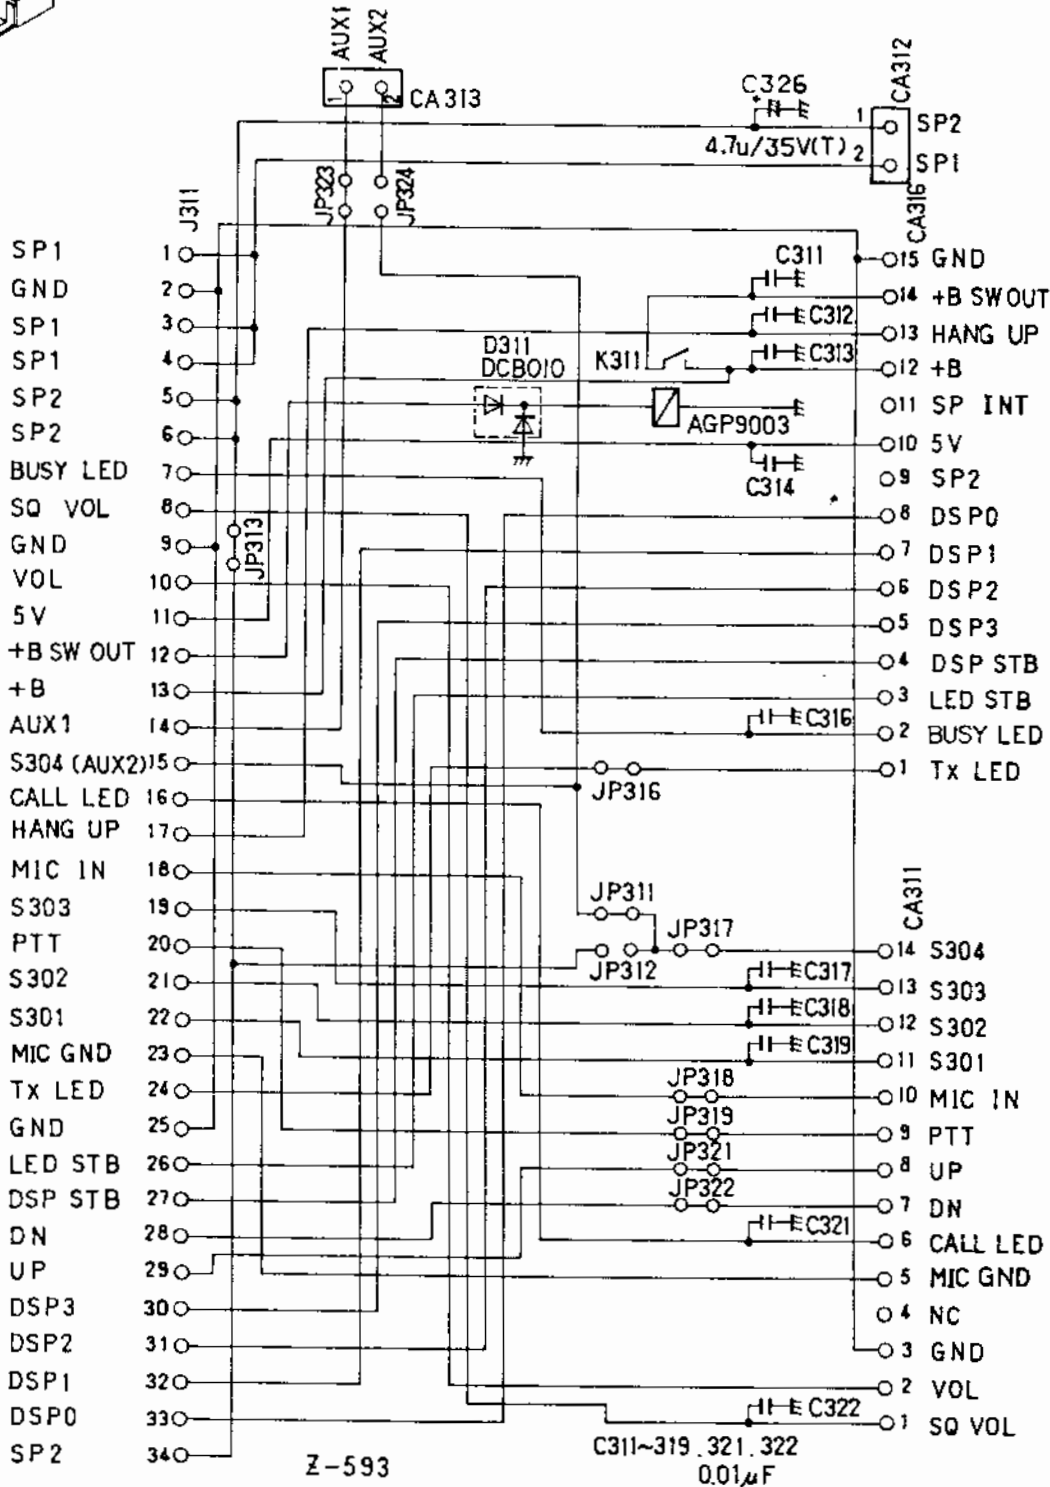 AUX1
AUX2
1
2
CA313
C326
4.7u/35V(T)
CA312
1 SP2
2 SP1
JP323
JP324
J311
CA316
SP1 1
GND 2
SP1 3
SP1 4
SP2 5
SP2 6
BUSY LED 7
SQ VOL 8
GND 9
VOL 10
5V 11
+B SW OUT 12
+B 13
AUX1 14
S304 (AUX2) 15
CALL LED 16
HANG UP 17
MIC IN 18
S303 19
PTT 20
S302 21
S301 22
MIC GND 23
Tx LED 24
GND 25
LED STB 26
DSP STB 27
DN 28
UP 29
DSP3 30
DSP2 31
DSP1 32
DSP0 33
SP2 34
JP313
D311
DCB010
K311
AGP9003
C311
C312
C313
C314
C316
JP316
15 GND
14 +B SW OUT
13 HANG UP
12 +B
11 SP INT
10 5V
9 SP2
8 DSP0
7 DSP1
6 DSP2
5 DSP3
4 DSP STB
3 LED STB
2 BUSY LED
1 Tx LED
CA311
JP311
JP317
JP312
C317
C318
C319
JP318
JP319
JP321
JP322
C321
C322
14 S304
13 S303
12 S302
11 S301
10 MIC IN
9 PTT
8 UP
7 DN
6 CALL LED
5 MIC GND
4 NC
3 GND
2 VOL
1 SQ VOL
Z-593
C311~319.321.322
0.01μF